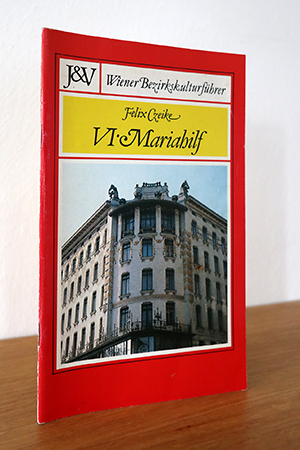 J&V Wiener Bezirkskulturführer
Felix Czeike
VI·Mariahilf